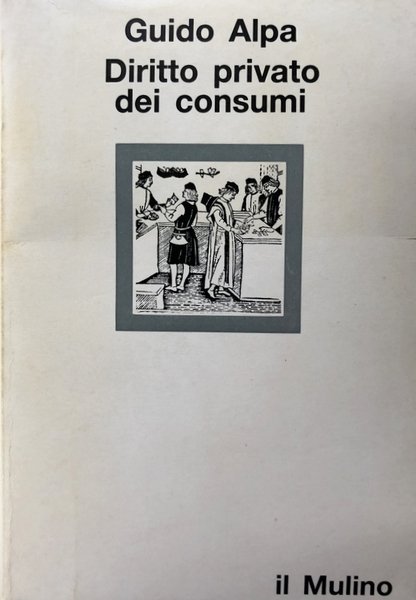 Guido Alpa
Diritto privato
dei consumi
il Mulino